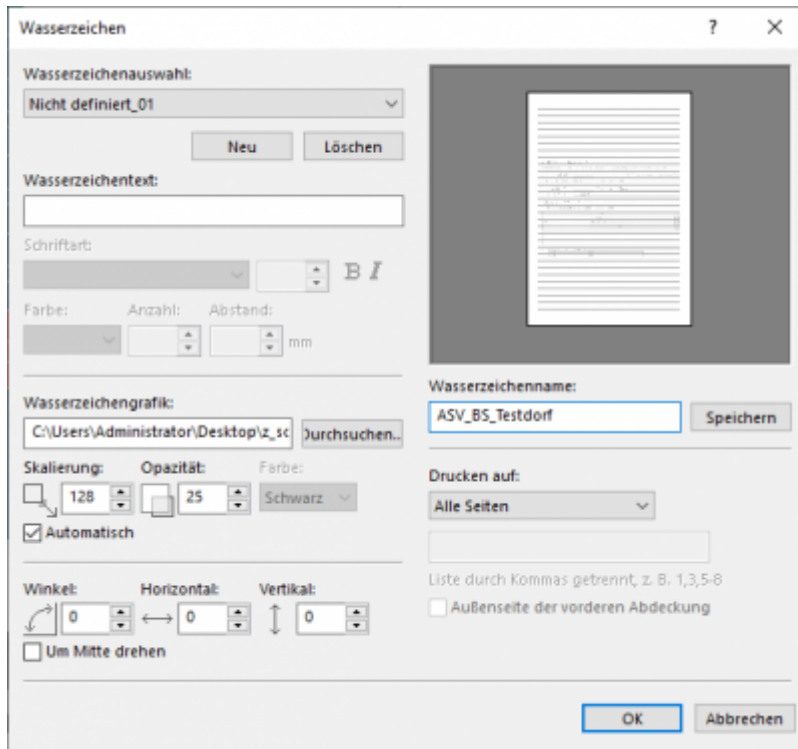 Wasserzeichen
Wasserzeichenauswahl:
Nicht definiert_01
Neu Löschen
Wasserzeichentext:
Schriftart:
B I
Farbe: Anzahl: Abstand:
mm
Wasserzeichengrafik:
C:\Users\Administrator\Desktop\z_sc Durchsuchen..
Skalierung: Opazität: Farbe:
128 25 Schwarz
Automatisch
Winkel: Horizontal: Vertikal:
0 0 0
Um Mitte drehen
Wasserzeichenname:
ASV_BS_Testdorf Speichern
Drucken auf:
Alle Seiten
Liste durch Kommas getrennt, z. B. 1,3,5-8
Außenseite der vorderen Abdeckung
OK Abbrechen